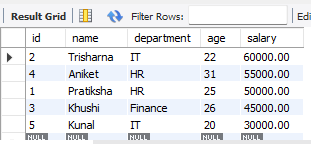 Result Grid Filter Rows: Edi
id name department age salary
2 Trisharna IT 22 60000.00
4 Aniket HR 31 55000.00
1 Pratiksha HR 25 50000.00
3 Khushi Finance 26 45000.00
5 Kunal IT 20 30000.00
NULL NULL NULL NULL NULL